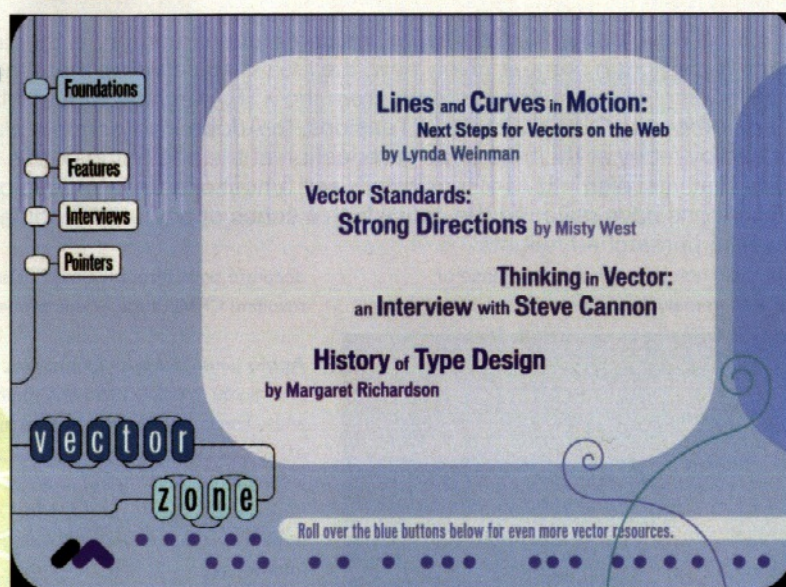 Foundations
Features
Interviews
Pointers
Lines and Curves in Motion:
Next Steps for Vectors on the Web
by Lynda Weinman
Vector Standards:
Strong Directions by Misty West
Thinking in Vector:
an Interview with Steve Cannon
History of Type Design
by Margaret Richardson
vector
zone
Roll over the blue buttons below for even more vector resources.